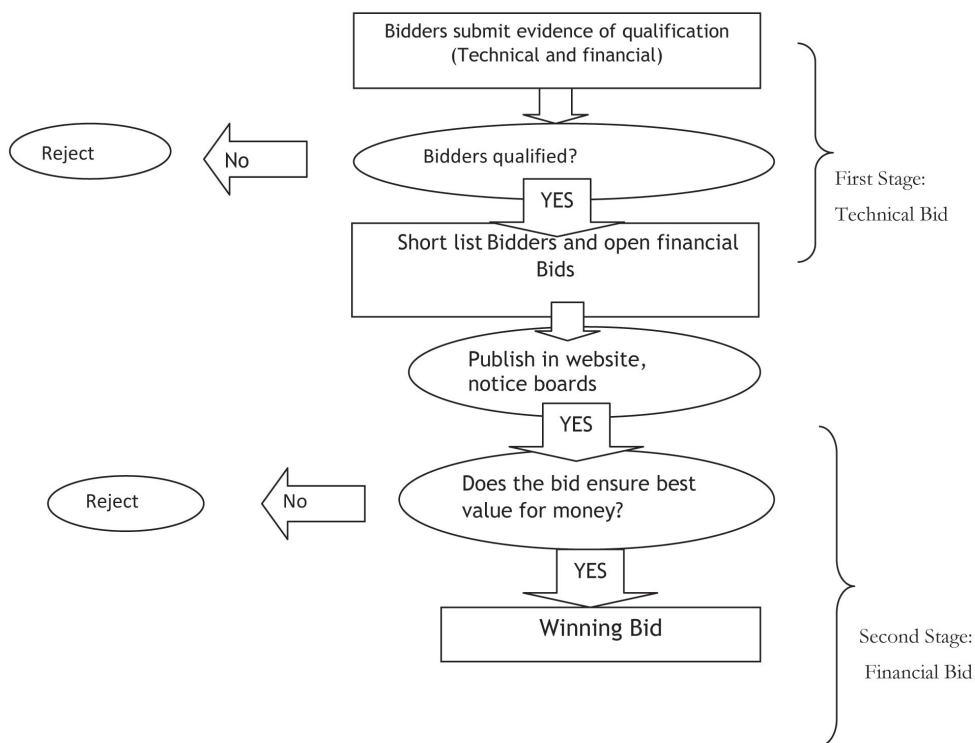 Bidders submit evidence of qualification
(Technical and financial)
Bidders qualified?
No
Reject
First Stage:
Technical Bid
YES
Short list Bidders and open financial
Bids
Publish in website,
notice boards
YES
Does the bid ensure best
value for money?
No
Reject
YES
Winning Bid
Second Stage:
Financial Bid